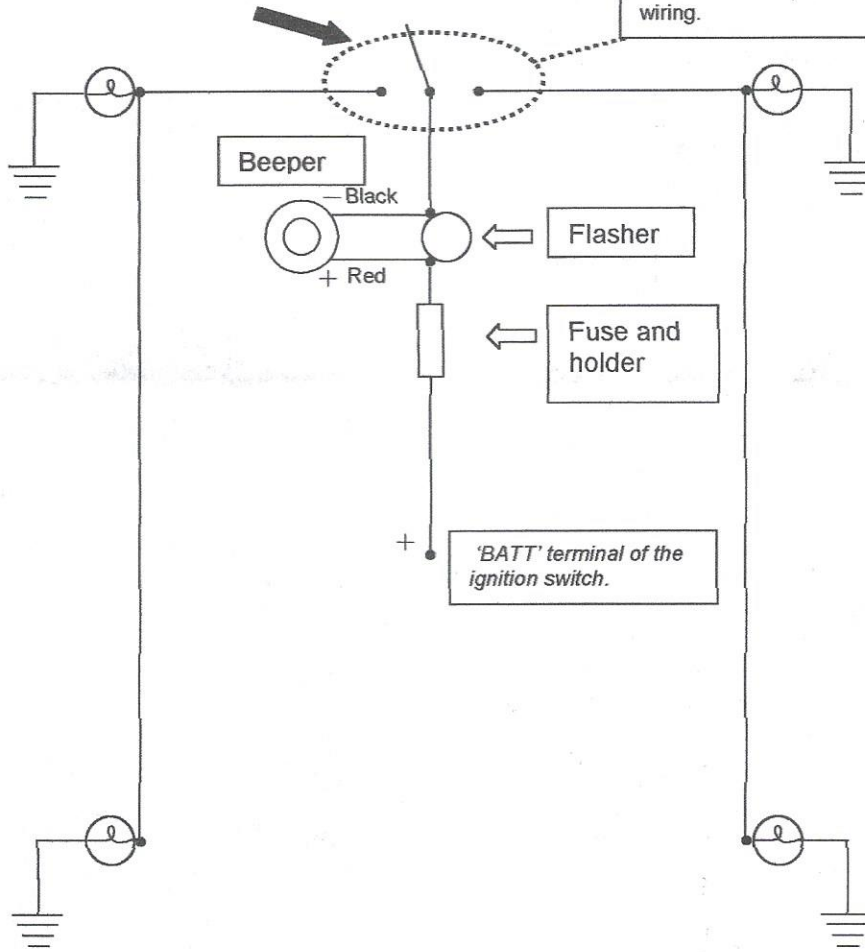 wiring.
Beeper
– Black
Flasher
+ Red
Fuse and
holder
+
'BATT' terminal of the
ignition switch.